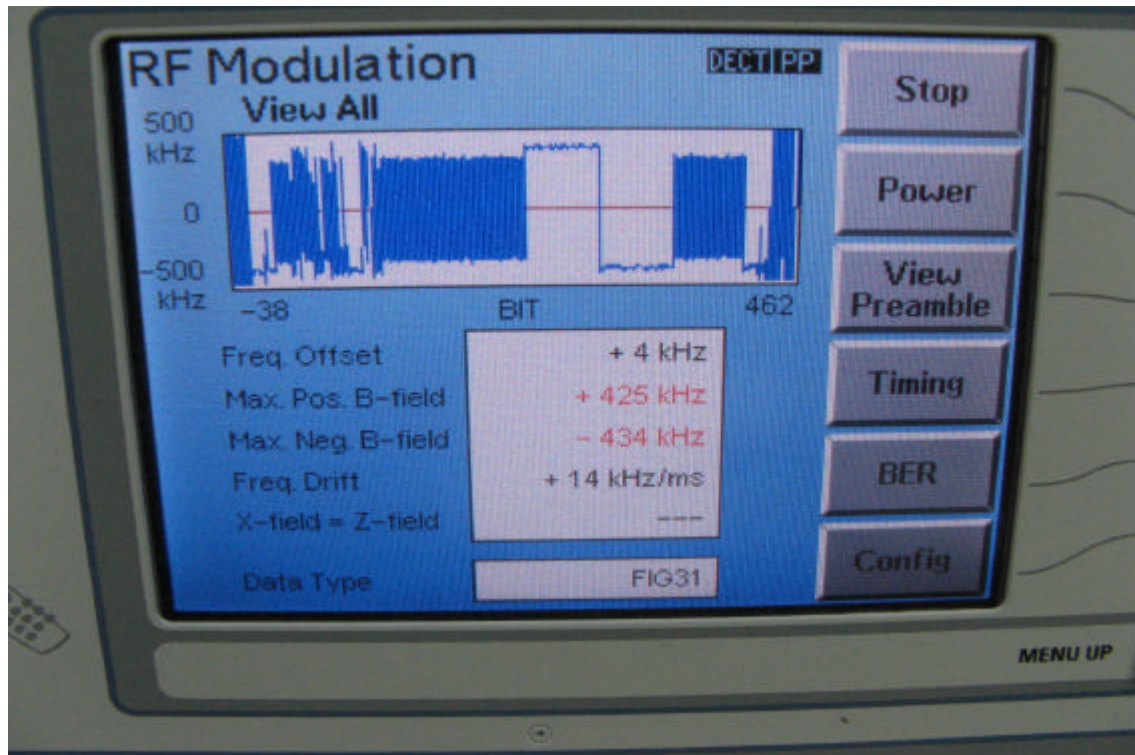 RF Modulation
DECT PP
View All
500
kHz
0
-500
kHz
-38
BIT
462
Freq. Offset + 4 kHz
Max. Pos. B-field + 425 kHz
Max. Neg. B-field - 434 kHz
Freq. Drift + 14 kHz/ms
X-field = Z-field ---
Data Type FIG31
Stop
Power
View
Preamble
Timing
BER
Config
MENU UP